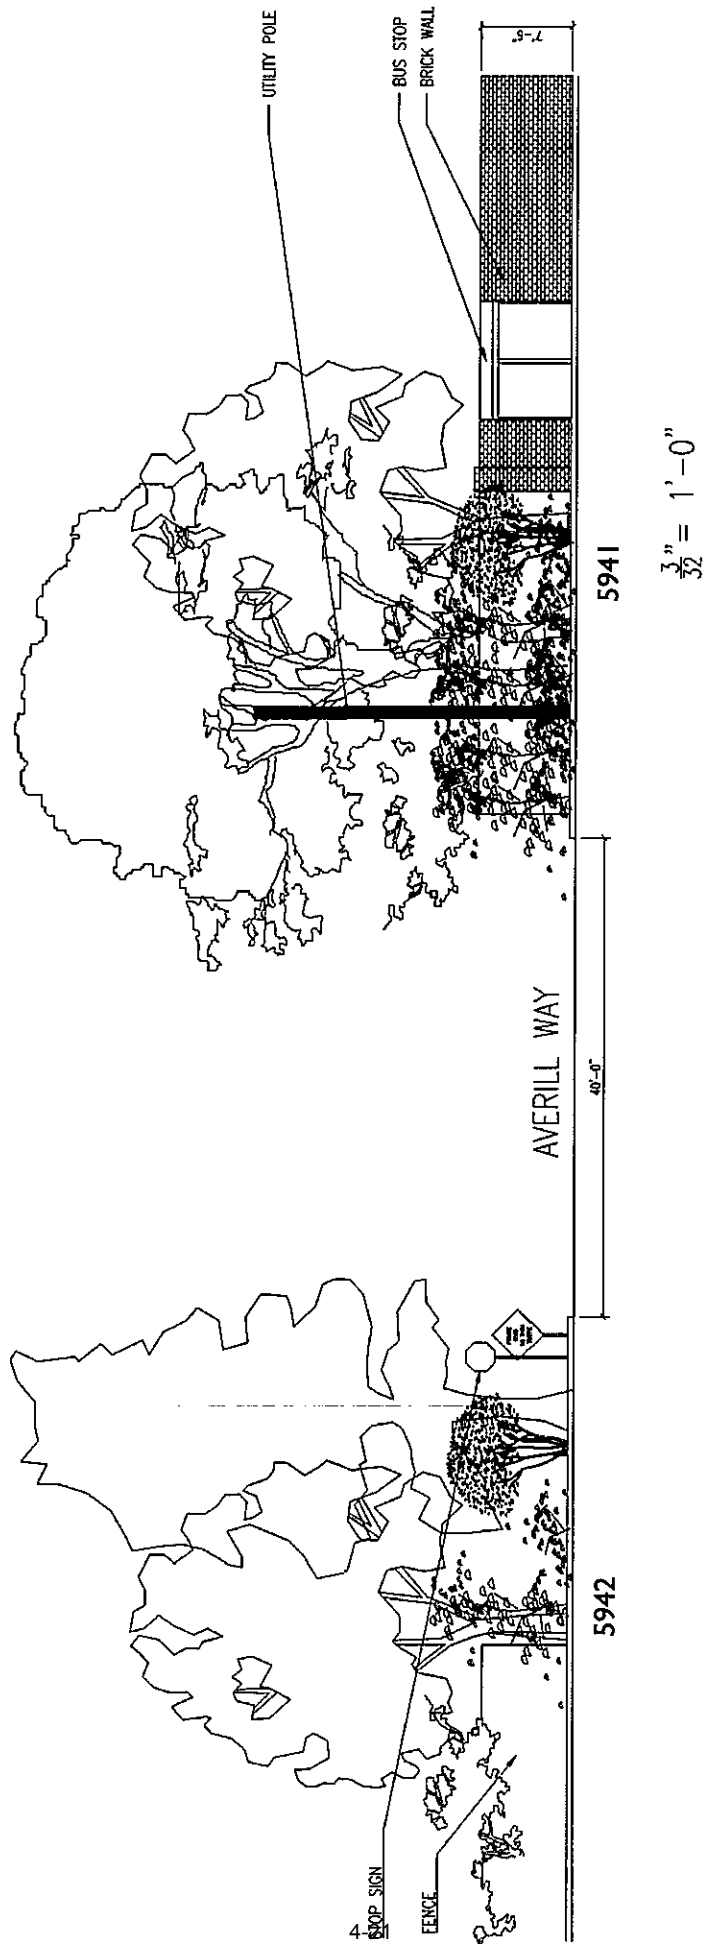 UTILITY POLE
BUS STOP
BRICK WALL
7'-6"
STOP SIGN
FENCE
AVERILL WAY
40'-0"
5942
5941
3/32" = 1'-0"